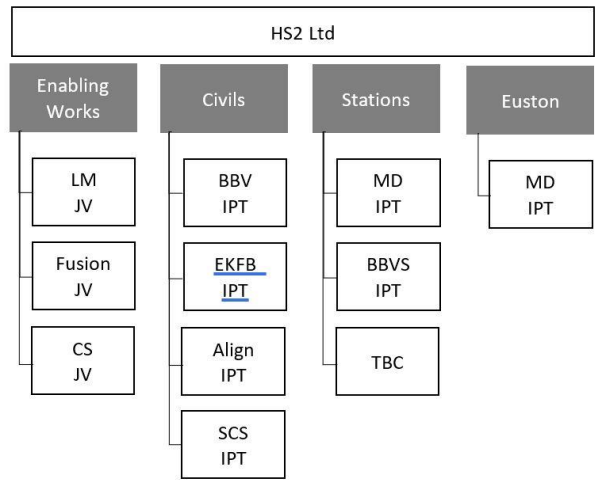 HS2 Ltd
Enabling
Works
LM
JV
Fusion
JV
CS
JV
Civils
BBV
IPT
EKFB
IPT
Align
IPT
SCS
IPT
Stations
MD
IPT
BBVS
IPT
TBC
Euston
MD
IPT